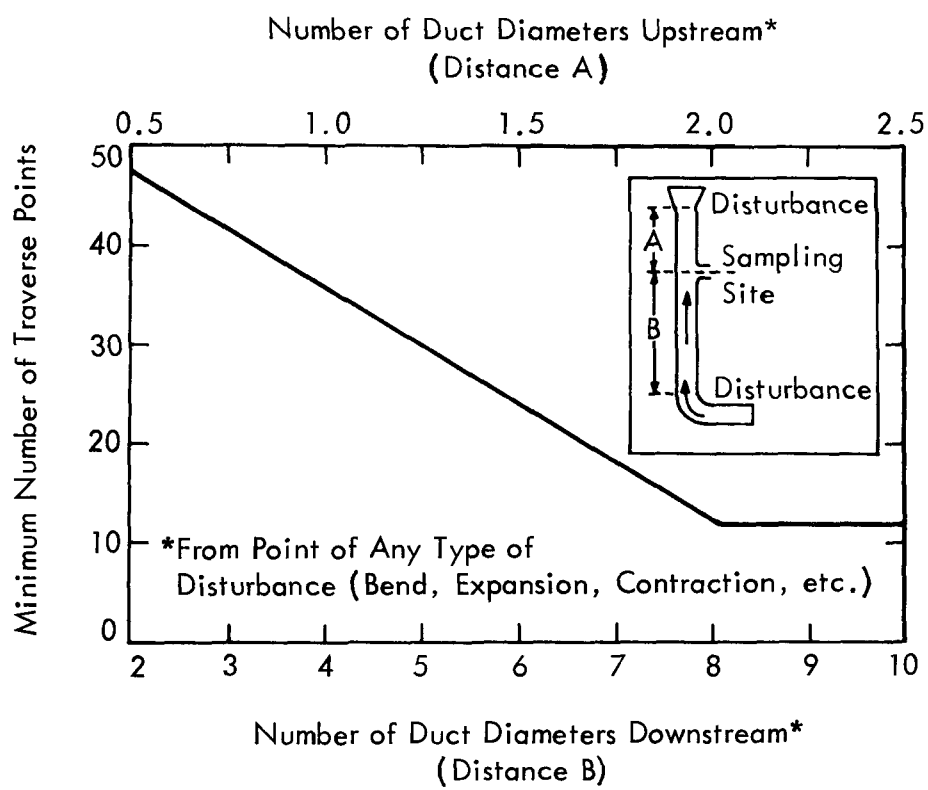 Number of Duct Diameters Upstream*
(Distance A)
0.5 1.0 1.5 2.0 2.5
Minimum Number of Traverse Points
50
40
30
20
10
0
Disturbance
A
Sampling
Site
B
Disturbance
*From Point of Any Type of
Disturbance (Bend, Expansion, Contraction, etc.)
2 3 4 5 6 7 8 9 10
Number of Duct Diameters Downstream*
(Distance B)